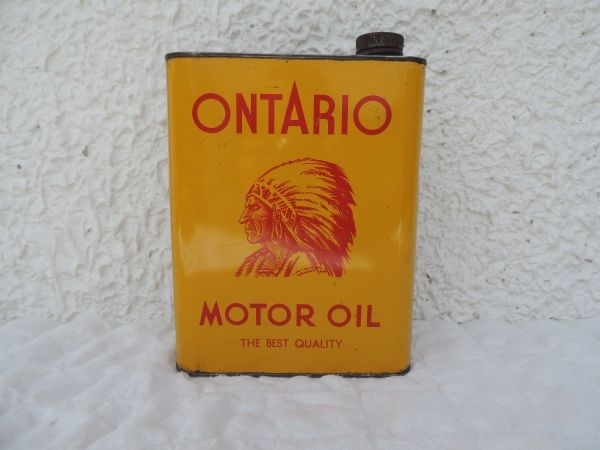 ONTARIO
MOTOR OIL
THE BEST QUALITY